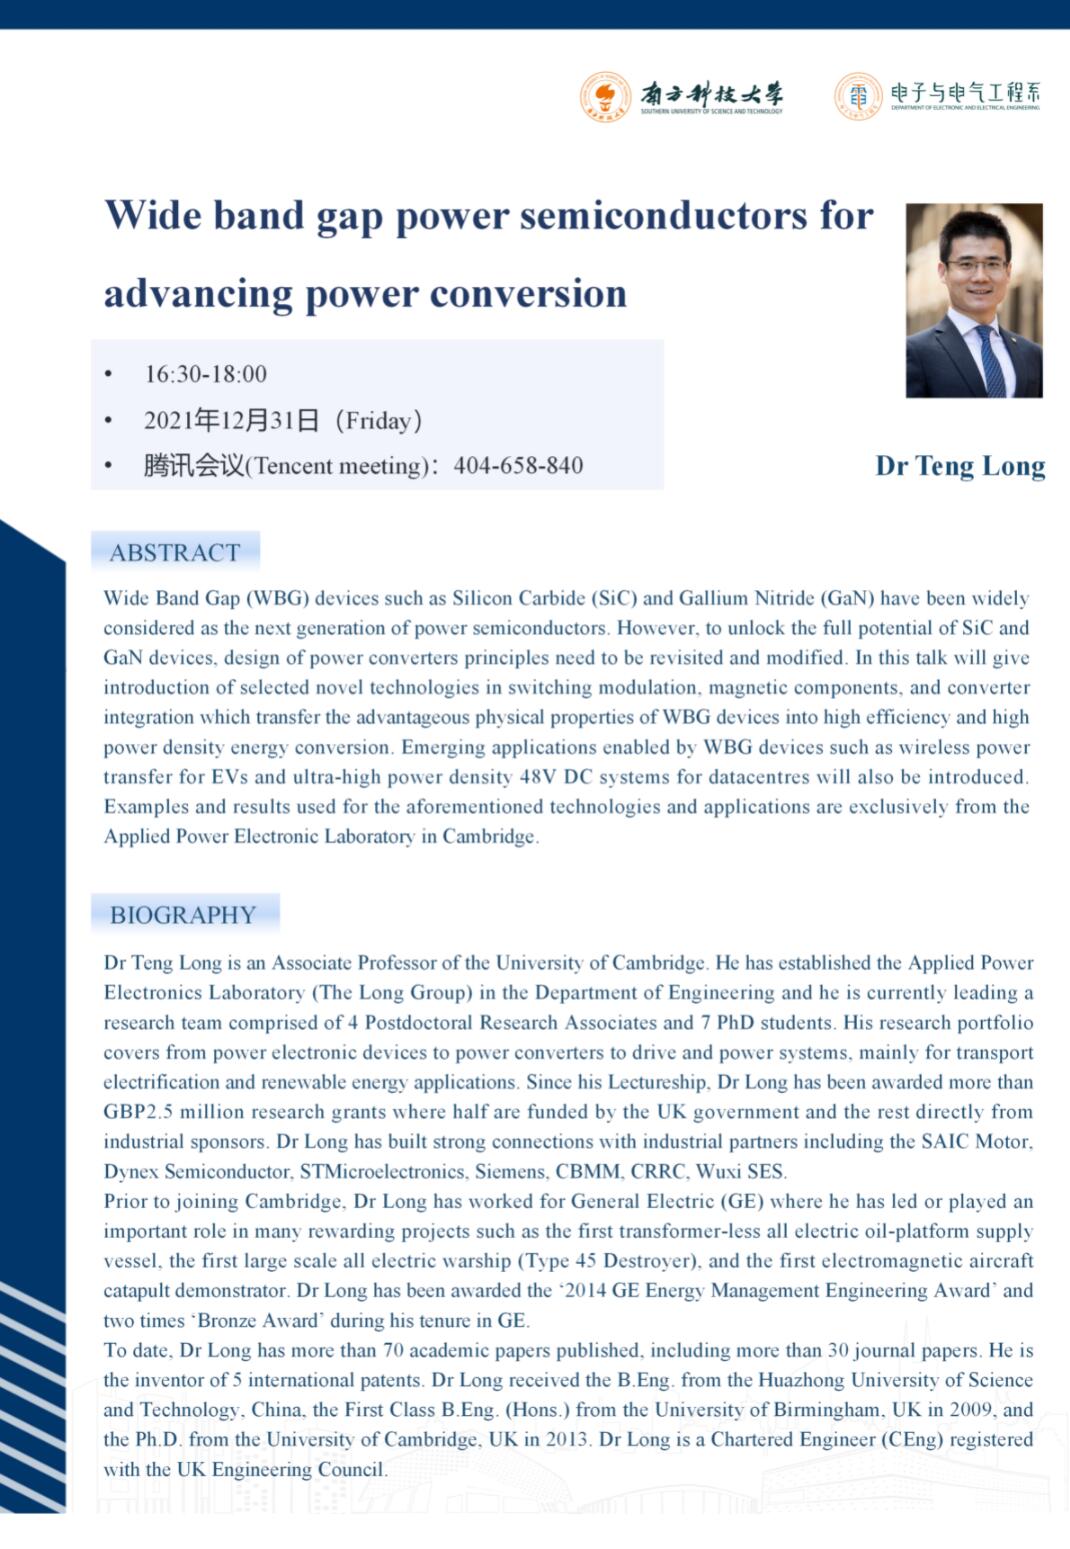 南方科技大学
SOUTHERN UNIVERSITY OF SCIENCE AND TECHNOLOGY
電
电子与电气工程系
DEPARTMENT OF ELECTRONIC AND ELECTRICAL ENGINEERING
Wide band gap power semiconductors for
advancing power conversion
• 16:30-18:00
• 2021年12月31日（Friday）
• 腾讯会议(Tencent meeting)：404-658-840
Dr Teng Long
ABSTRACT
Wide Band Gap (WBG) devices such as Silicon Carbide (SiC) and Gallium Nitride (GaN) have been widely
considered as the next generation of power semiconductors. However, to unlock the full potential of SiC and
GaN devices, design of power converters principles need to be revisited and modified. In this talk will give
introduction of selected novel technologies in switching modulation, magnetic components, and converter
integration which transfer the advantageous physical properties of WBG devices into high efficiency and high
power density energy conversion. Emerging applications enabled by WBG devices such as wireless power
transfer for EVs and ultra-high power density 48V DC systems for datacentres will also be introduced.
Examples and results used for the aforementioned technologies and applications are exclusively from the
Applied Power Electronic Laboratory in Cambridge.
BIOGRAPHY
Dr Teng Long is an Associate Professor of the University of Cambridge. He has established the Applied Power
Electronics Laboratory (The Long Group) in the Department of Engineering and he is currently leading a
research team comprised of 4 Postdoctoral Research Associates and 7 PhD students. His research portfolio
covers from power electronic devices to power converters to drive and power systems, mainly for transport
electrification and renewable energy applications. Since his Lectureship, Dr Long has been awarded more than
GBP2.5 million research grants where half are funded by the UK government and the rest directly from
industrial sponsors. Dr Long has built strong connections with industrial partners including the SAIC Motor,
Dynex Semiconductor, STMicroelectronics, Siemens, CBMM, CRRC, Wuxi SES.
Prior to joining Cambridge, Dr Long has worked for General Electric (GE) where he has led or played an
important role in many rewarding projects such as the first transformer-less all electric oil-platform supply
vessel, the first large scale all electric warship (Type 45 Destroyer), and the first electromagnetic aircraft
catapult demonstrator. Dr Long has been awarded the ‘2014 GE Energy Management Engineering Award’ and
two times ‘Bronze Award’ during his tenure in GE.
To date, Dr Long has more than 70 academic papers published, including more than 30 journal papers. He is
the inventor of 5 international patents. Dr Long received the B.Eng. from the Huazhong University of Science
and Technology, China, the First Class B.Eng. (Hons.) from the University of Birmingham, UK in 2009, and
the Ph.D. from the University of Cambridge, UK in 2013. Dr Long is a Chartered Engineer (CEng) registered
with the UK Engineering Council.